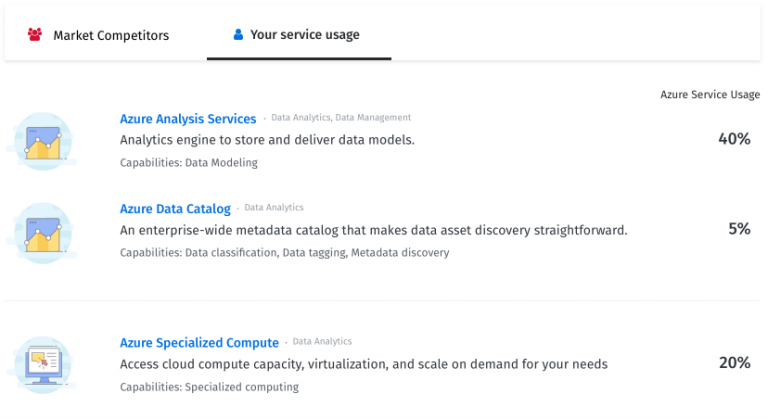 Market Competitors
Your service usage
Azure Service Usage
Azure Analysis Services · Data Analytics, Data Management
Analytics engine to store and deliver data models.
40%
Capabilities: Data Modeling
Azure Data Catalog · Data Analytics
An enterprise-wide metadata catalog that makes data asset discovery straightforward.
5%
Capabilities: Data classification, Data tagging, Metadata discovery
Azure Specialized Compute · Data Analytics
Access cloud compute capacity, virtualization, and scale on demand for your needs
20%
Capabilities: Specialized computing